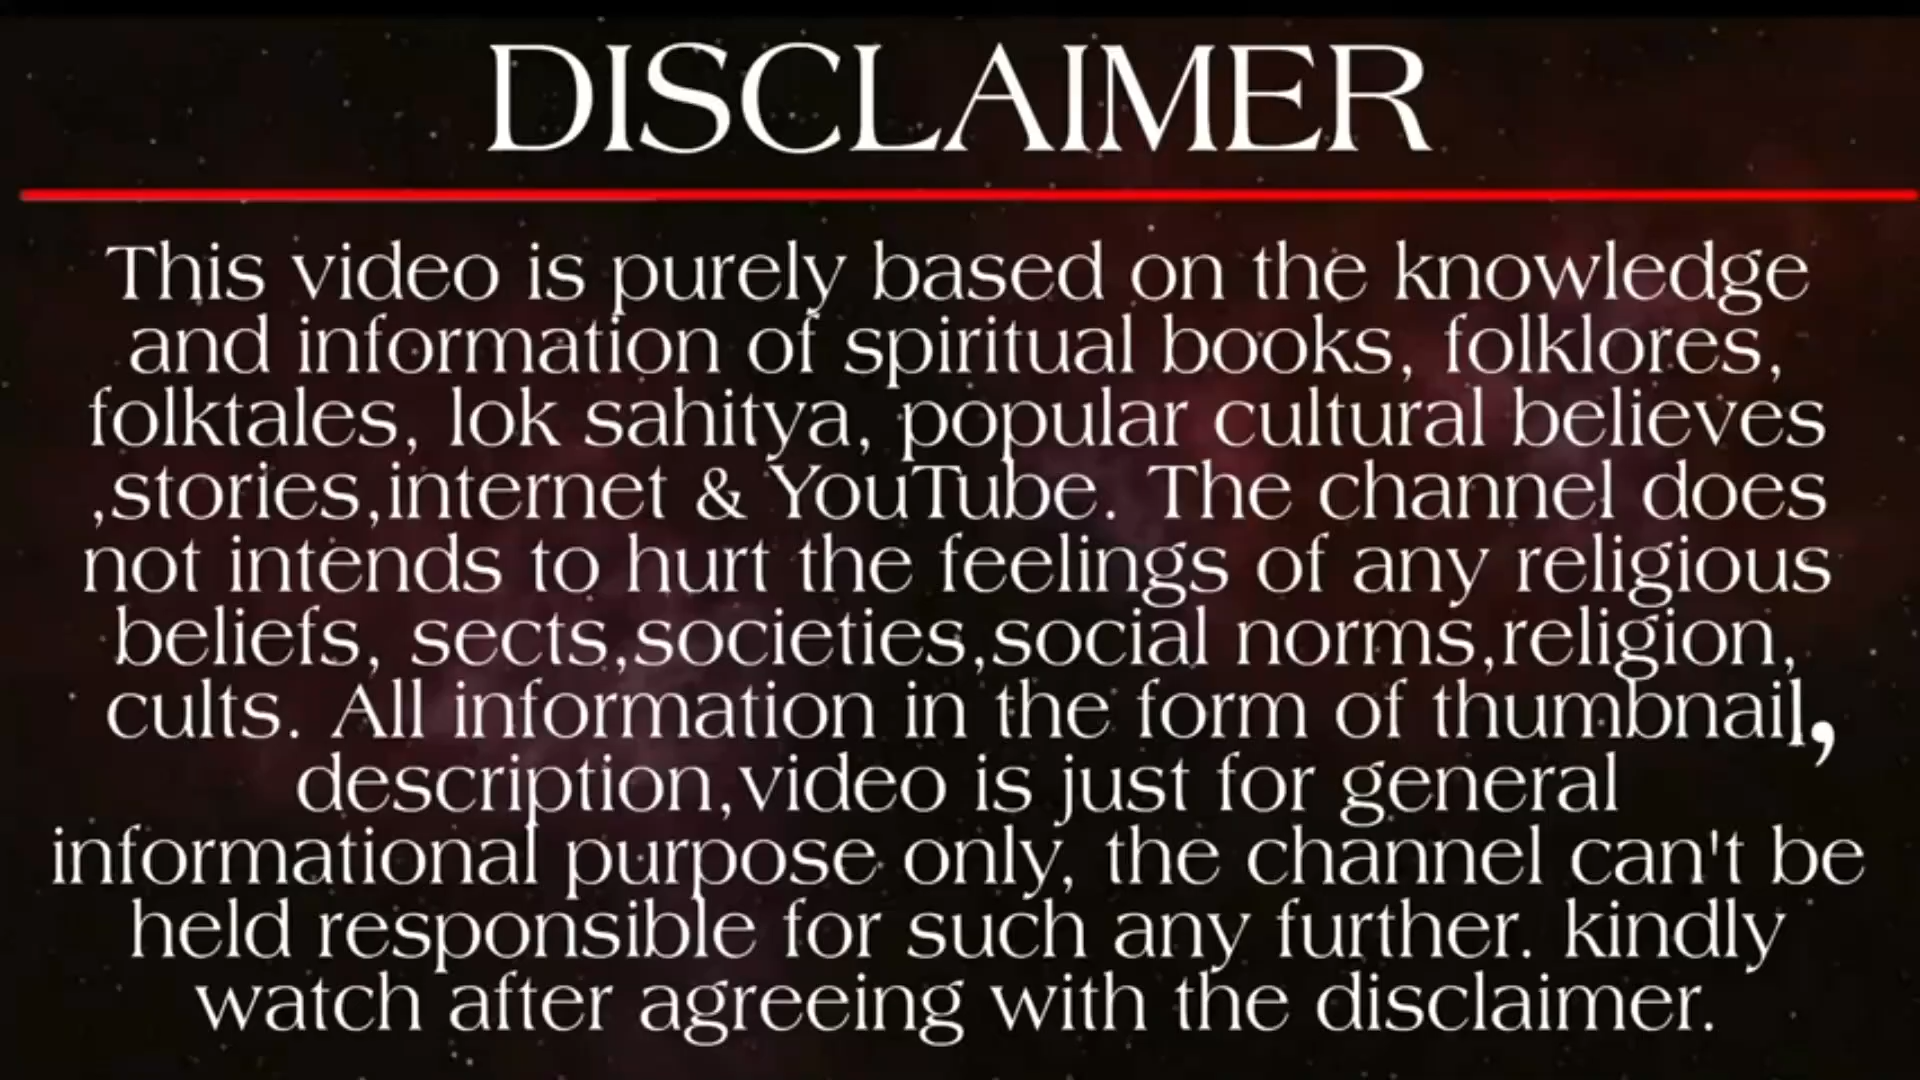 DISCLAIMER
This video is purely based on the knowledge
and information of spiritual books, folklores,
folktales, lok sahitya, popular cultural believes
,stories,internet & YouTube. The channel does
not intends to hurt the feelings of any religious
beliefs, sects,societies,social norms,religion,
cults. All information in the form of thumbnail,
description,video is just for general
informational purpose only, the channel can't be
held responsible for such any further. kindly
watch after agreeing with the disclaimer.